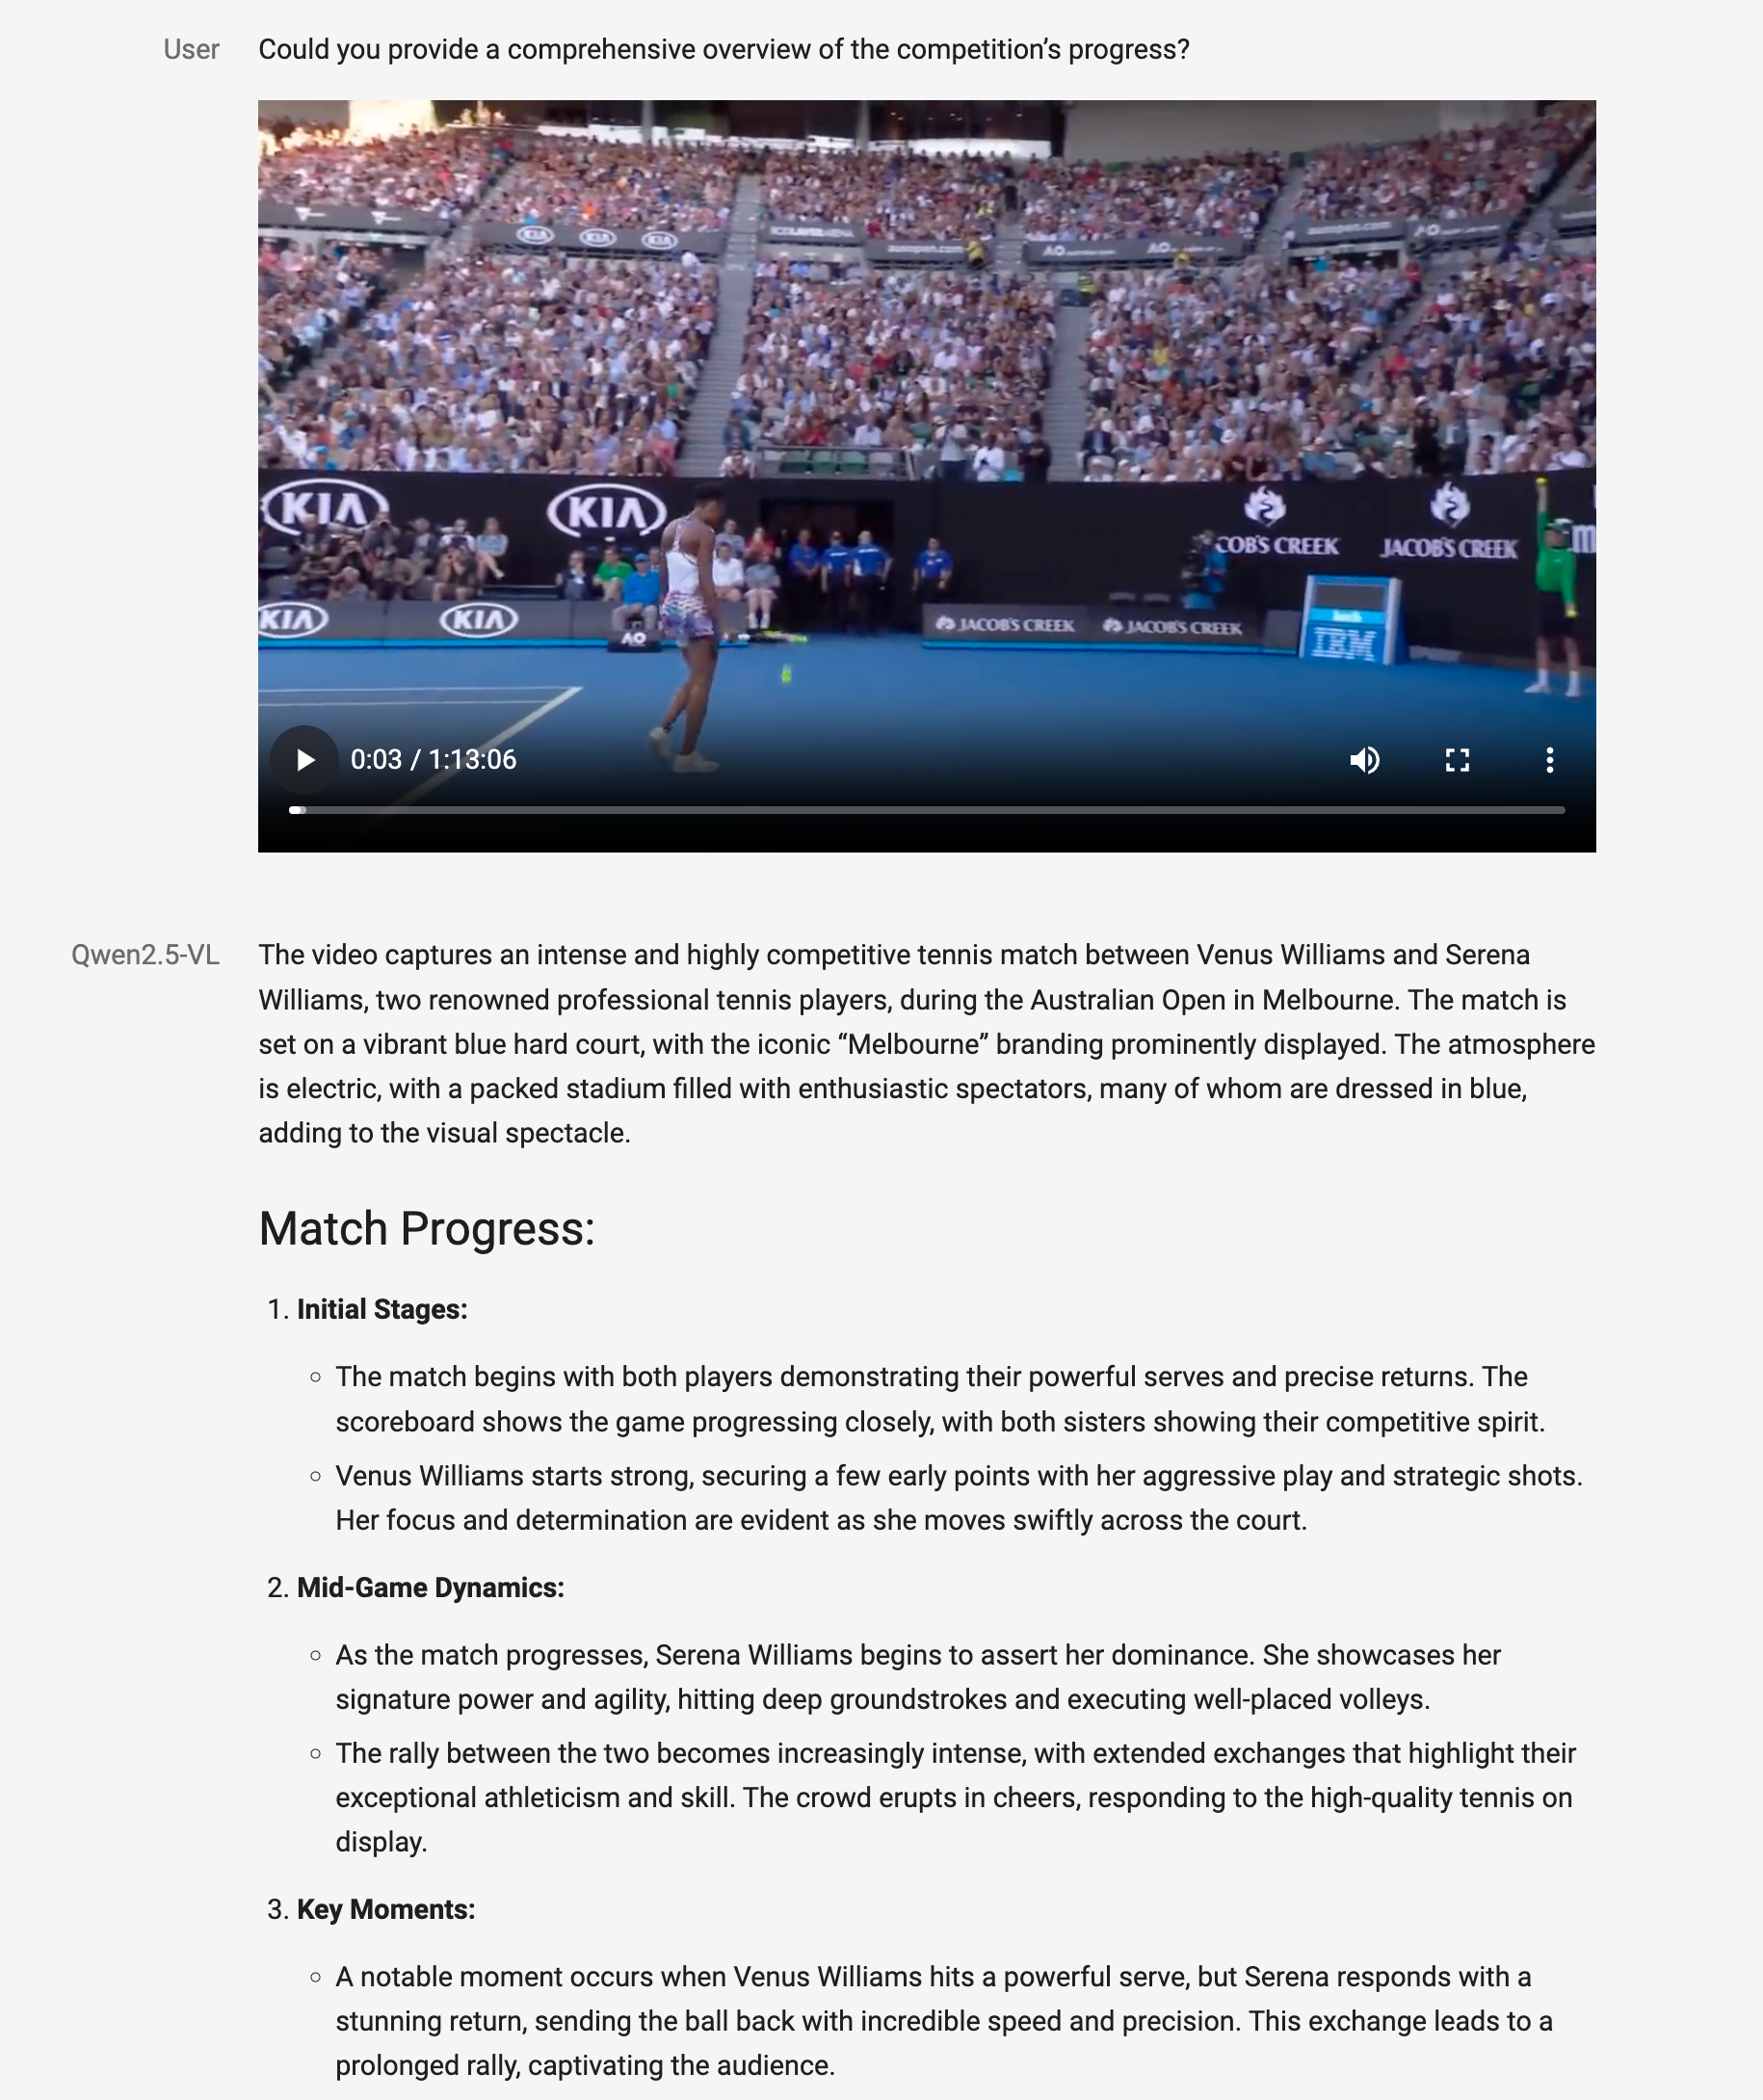 User
Could you provide a comprehensive overview of the competition’s progress?
KIA KIA KIA
ausopen.com
AO
AO
ausopen.com
AO
KIA
KIA
JACOB'S CREEK
COB'S CREEK
m
KIA
KIA
AO
JACOB'S CREEK
JACOB'S CREEK
IBM
0:03 / 1:13:06
Qwen2.5-VL
The video captures an intense and highly competitive tennis match between Venus Williams and Serena
Williams, two renowned professional tennis players, during the Australian Open in Melbourne. The match is
set on a vibrant blue hard court, with the iconic “Melbourne” branding prominently displayed. The atmosphere
is electric, with a packed stadium filled with enthusiastic spectators, many of whom are dressed in blue,
adding to the visual spectacle.
Match Progress:
1. Initial Stages:
◦ The match begins with both players demonstrating their powerful serves and precise returns. The
scoreboard shows the game progressing closely, with both sisters showing their competitive spirit.
◦ Venus Williams starts strong, securing a few early points with her aggressive play and strategic shots.
Her focus and determination are evident as she moves swiftly across the court.
2. Mid-Game Dynamics:
◦ As the match progresses, Serena Williams begins to assert her dominance. She showcases her
signature power and agility, hitting deep groundstrokes and executing well-placed volleys.
◦ The rally between the two becomes increasingly intense, with extended exchanges that highlight their
exceptional athleticism and skill. The crowd erupts in cheers, responding to the high-quality tennis on
display.
3. Key Moments:
◦ A notable moment occurs when Venus Williams hits a powerful serve, but Serena responds with a
stunning return, sending the ball back with incredible speed and precision. This exchange leads to a
prolonged rally, captivating the audience.